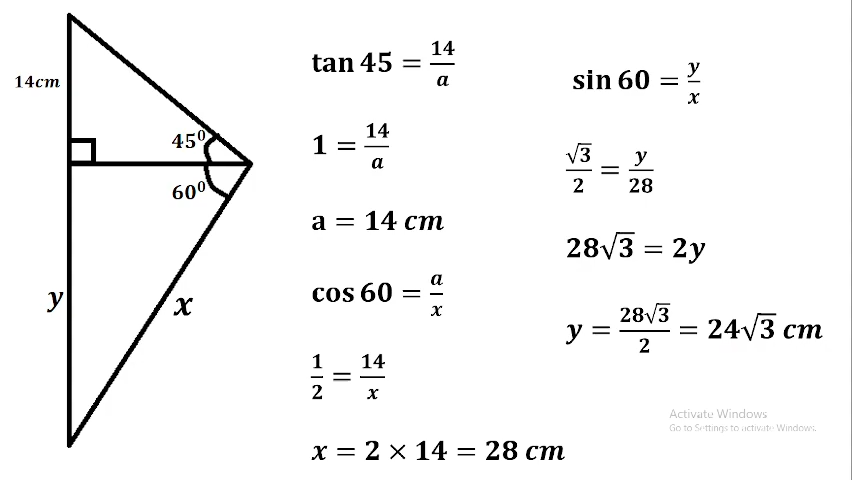 14cm
45⁰
60⁰
y
x
tan 45 = 14/a
1 = 14/a
a = 14 cm
cos 60 = a/x
1/2 = 14/x
x = 2 × 14 = 28 cm
sin 60 = y/x
√3/2 = y/28
28√3 = 2y
y = 28√3/2 = 24√3 cm
Activate Windows
Go to Settings to activate Windows.